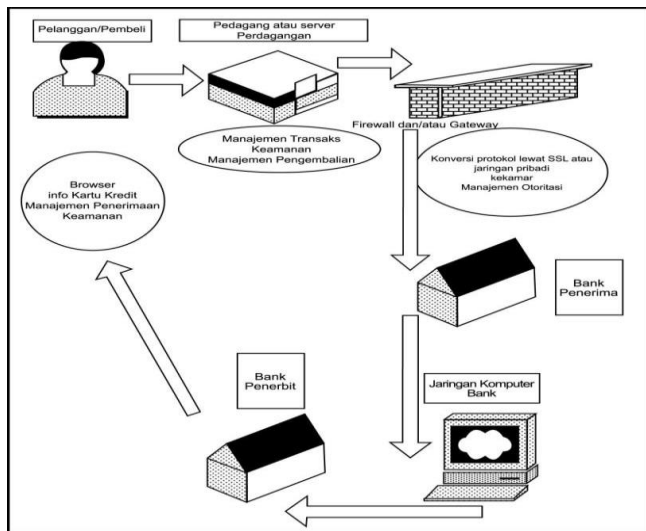 Pelanggan/Pembeli
Pedagang atau server
Perdagangan
Manajemen Transaks
Keamanan
Manajemen Pengembalian
Firewall dan/atau Gateway
Konversi protokol lewat SSL atau
jaringan pribadi
kekamar
Manajemen Otoritasi
Browser
info Kartu Kredit
Manajemen Penerimaan
Keamanan
Bank
Penerima
Jaringan Komputer
Bank
Bank
Penerbit